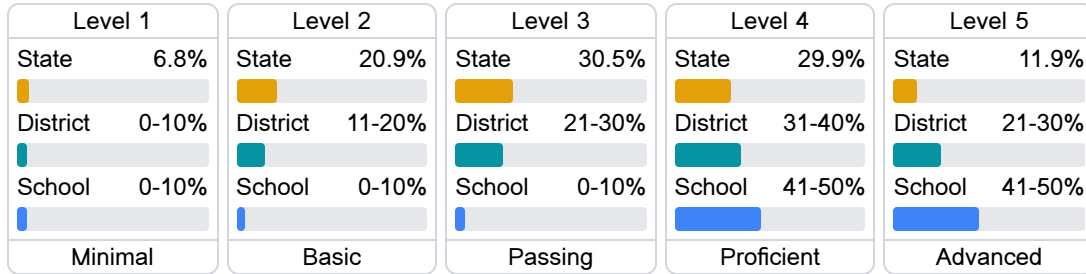 Level 1
State 6.8%
District 0-10%
School 0-10%
Minimal
Level 2
State 20.9%
District 11-20%
School 0-10%
Basic
Level 3
State 30.5%
District 21-30%
School 0-10%
Passing
Level 4
State 29.9%
District 31-40%
School 41-50%
Proficient
Level 5
State 11.9%
District 21-30%
School 41-50%
Advanced